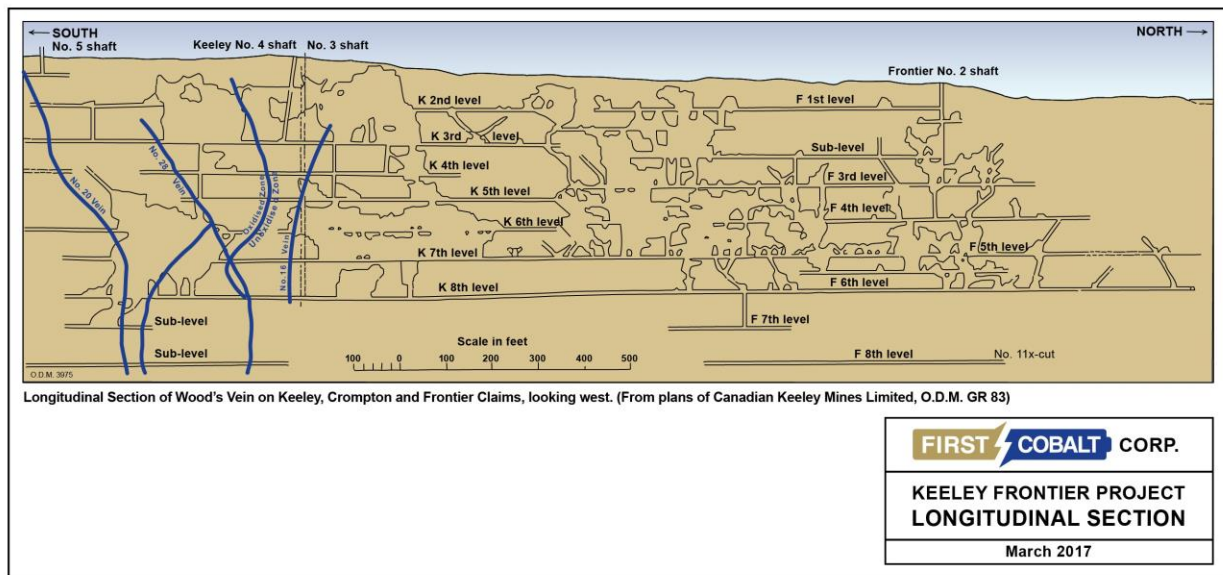 SOUTH
NORTH
No. 5 shaft
Keeley No. 4 shaft
No. 3 shaft
Frontier No. 2 shaft
K 2nd level
F 1st level
K 3rd level
Sub-level
K 4th level
F 3rd level
No. 28 Vein
No. 20 Vein
K 5th level
F 4th level
Oxidised Zone
K 6th level
F 5th level
No. 16 Vein
K 7th level
K 8th level
F 6th level
Sub-level
F 7th level
Scale in feet
Sub-level
100 0 100 200 300 400 500
F 8th level
No. 11x-cut
O.D.M. 3975
Longitudinal Section of Wood's Vein on Keeley, Crompton and Frontier Claims, looking west. (From plans of Canadian Keeley Mines Limited, O.D.M. GR 83)
FIRST COBALT CORP.
KEELEY FRONTIER PROJECT
LONGITUDINAL SECTION
March 2017